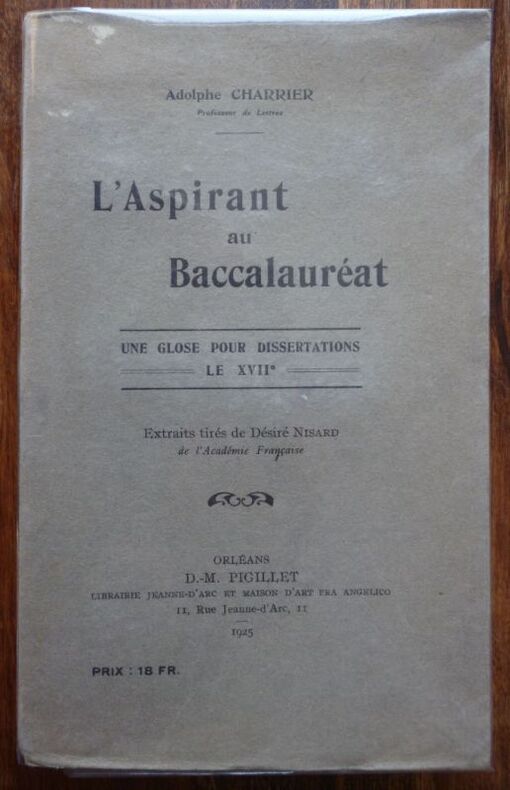 Adolphe CHARRIER
Professeur de Lettres
L'Aspirant
au
Baccalauréat
UNE GLOSE POUR DISSERTATIONS
LE XVIIe
Extraits tirés de Désiré NISARD
de l'Académie Française
ORLÉANS
D.-M. PIGILLET
LIBRAIRIE JEANNE-D'ARC ET MAISON D'ART FRA ANGELICO
11, Rue Jeanne-d'Arc, 11
1925
PRIX : 18 FR.